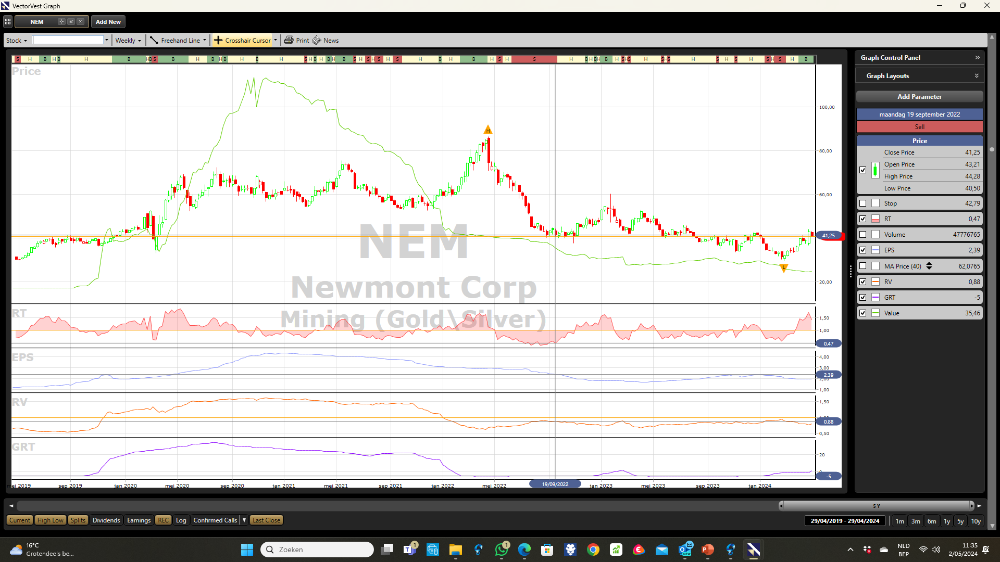 VectorVest Graph
NEM
Add New
Stock
Weekly
Freehand Line
Crosshair Cursor
Print
News
S H B H B H B H B S B H B H B H S H B H B H B S H S H S H S H B H B H S H S H B H B H B H S H S H S H S H S H S H S H S H B
Price
100,00
80,00
60,00
41,25
20,00
H
L
NEM
Newmont Corp
Mining (Gold\Silver)
RT
1,50
1,00
0,47
EPS
4,00
3,00
2,39
2,00
1,00
RV
1,50
0,88
0,50
GRT
20
-5
mei 2019
sep 2019
jan 2020
mei 2020
sep 2020
jan 2021
mei 2021
sep 2021
jan 2022
mei 2022
19/09/2022
jan 2023
mei 2023
sep 2023
jan 2024
Graph Control Panel
Graph Layouts
Add Parameter
maandag 19 september 2022
Sell
Price
Close Price 41,25
Open Price 43,21
High Price 44,28
Low Price 40,50
Stop 42,79
RT 0,47
Volume 47776765
EPS 2,39
MA Price (40) 62,0765
RV 0,88
GRT -5
Value 35,46
5 Y
Current
High Low
Splits
Dividends
Earnings
REC
Log
Confirmed Calls
Last Close
29/04/2019 - 29/04/2024
1m
3m
6m
1y
5y
10y
16°C
Grotendeels be...
Zoeken
1
1
NEW
NLD
BEP
11:35
2/05/2024